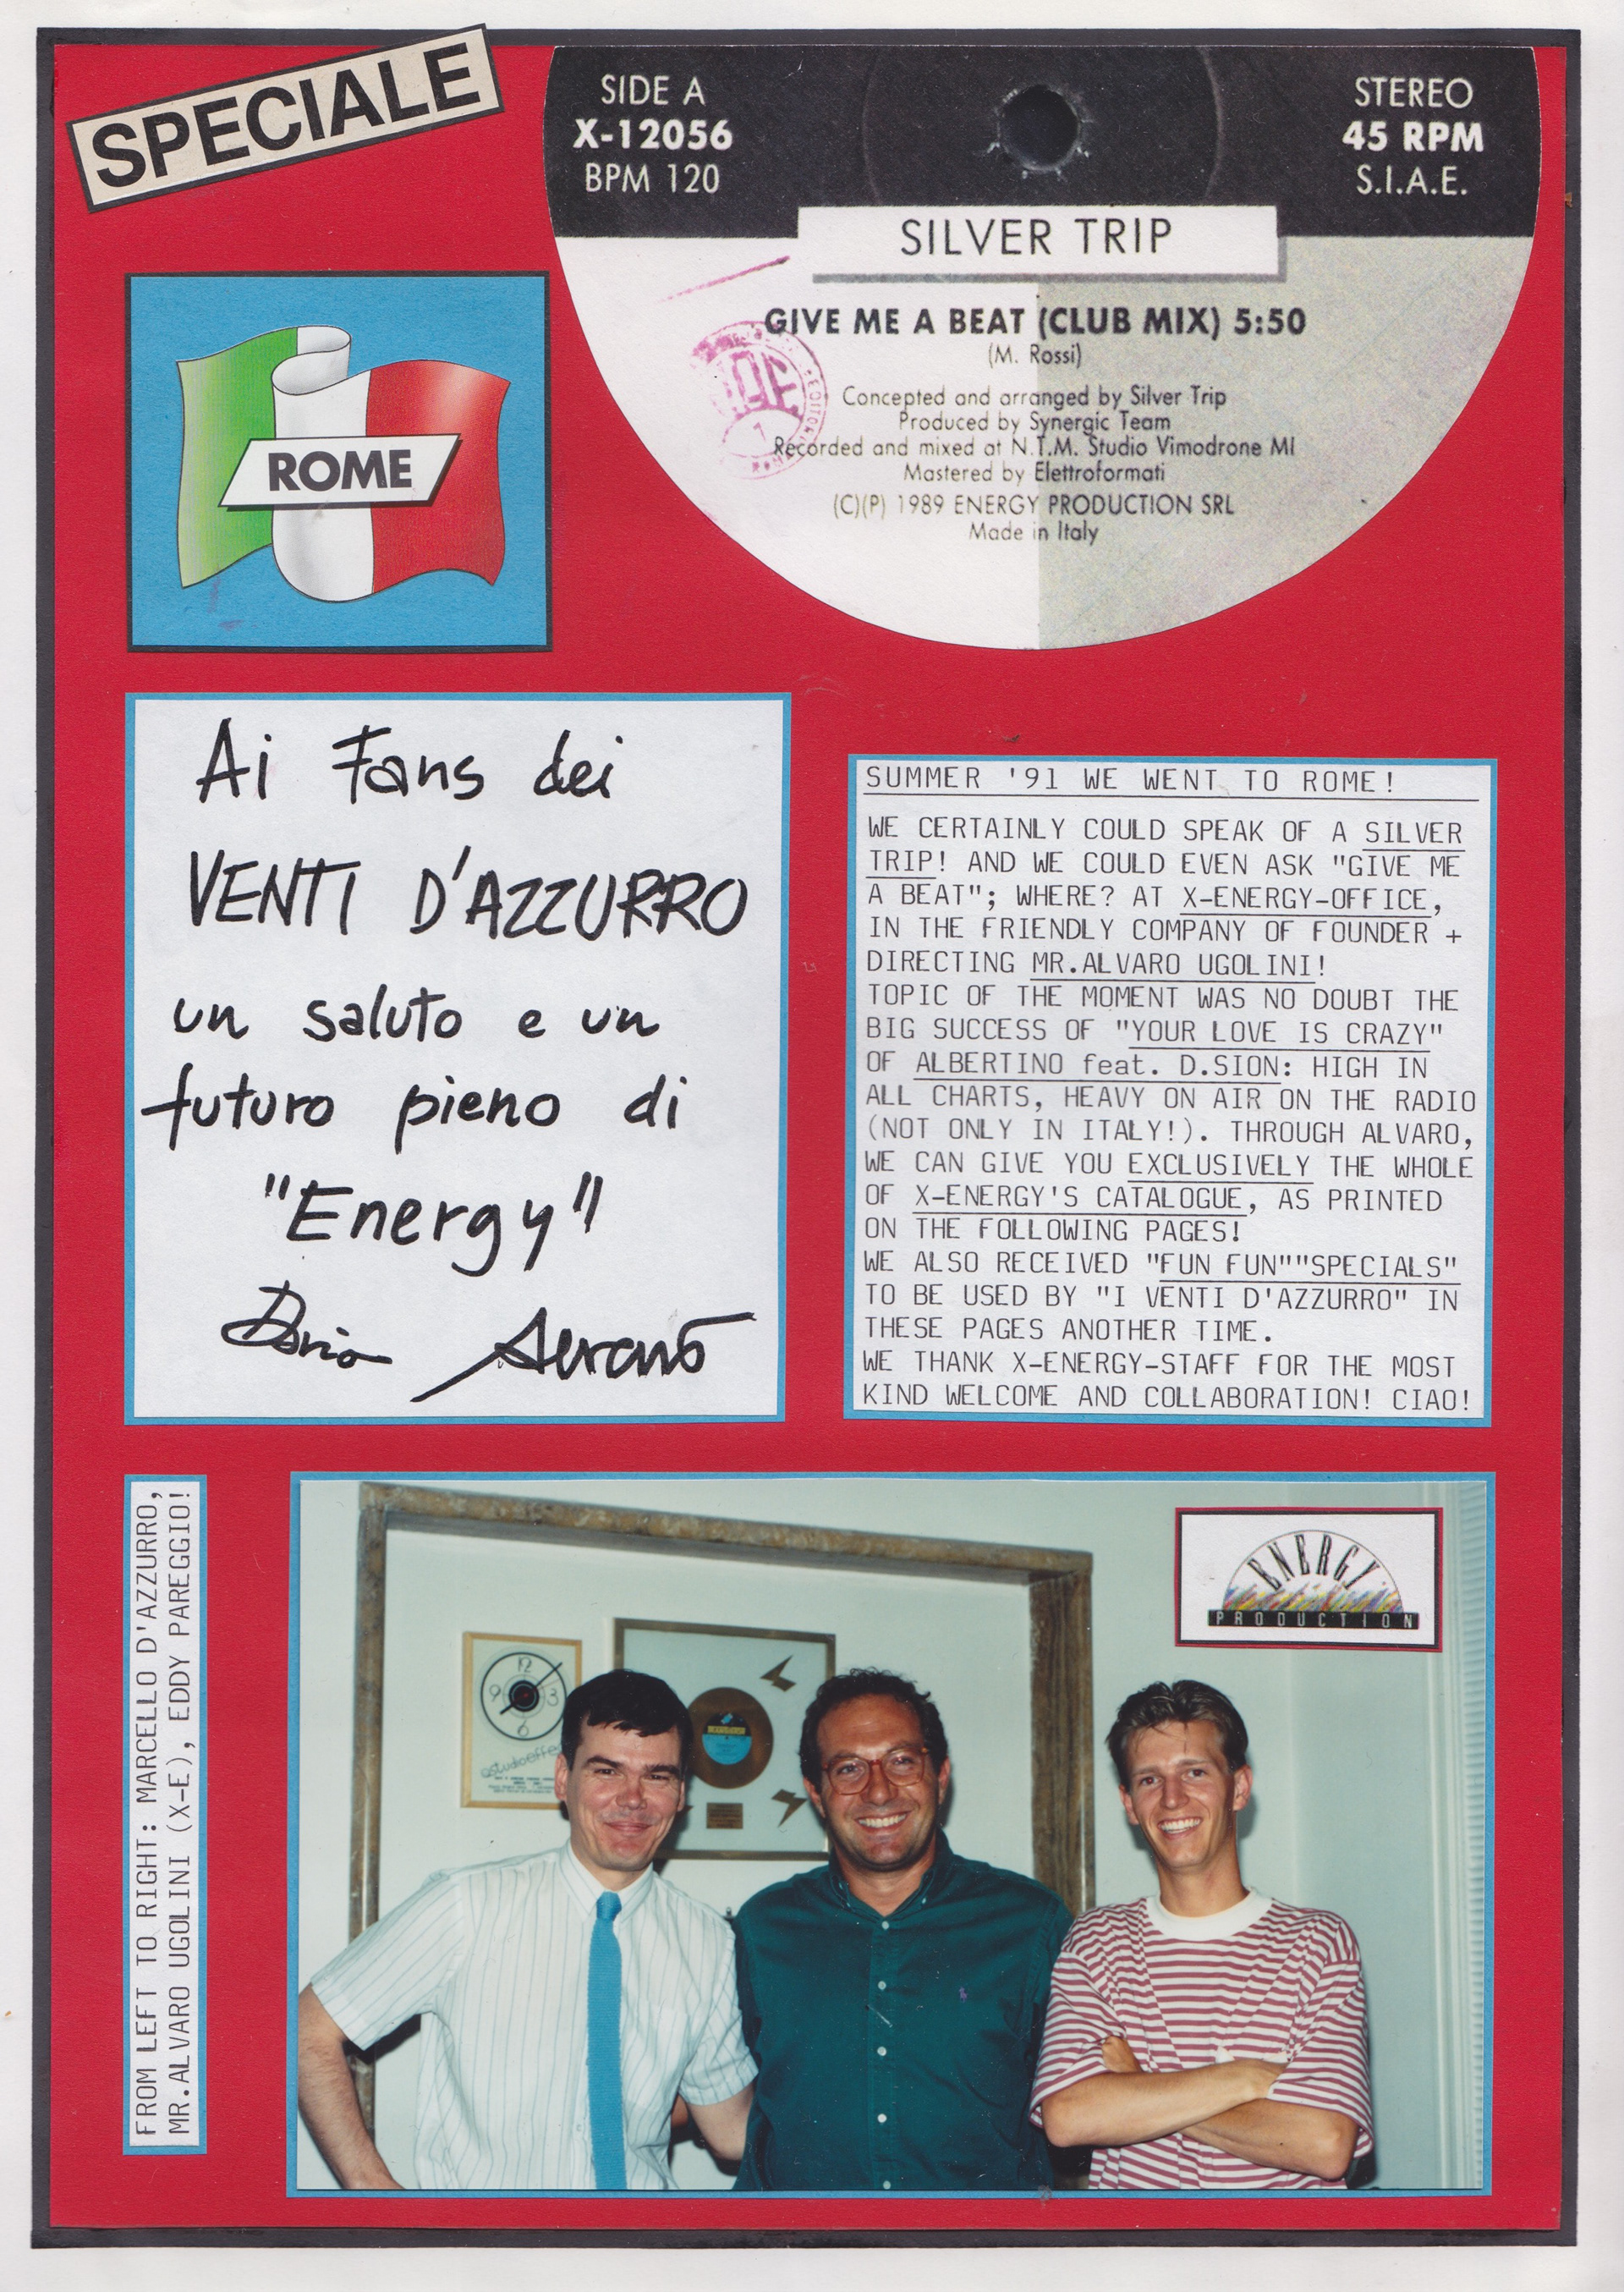 SPECIALE
SIDE A
X-12056
BPM 120
STEREO
45 RPM
S.I.A.E.
SILVER TRIP
GIVE ME A BEAT (CLUB MIX) 5:50
(M. Rossi)
Concepted and arranged by Silver Trip
Produced by Synergic Team
Recorded and mixed at N.T.M. Studio Vimodrone MI
Mastered by Elettroformati
(C)(P) 1989 ENERGY PRODUCTION SRL
Made in Italy
ROME
Ai Fans dei
VENTI D'AZZURRO
un saluto e un
futuro pieno di
"Energy"
SUMMER '91 WE WENT TO ROME!
WE CERTAINLY COULD SPEAK OF A SILVER
TRIP! AND WE COULD EVEN ASK "GIVE ME
A BEAT"; WHERE? AT X-ENERGY-OFFICE,
IN THE FRIENDLY COMPANY OF FOUNDER +
DIRECTING MR.ALVARO UGOLINI!
TOPIC OF THE MOMENT WAS NO DOUBT THE
BIG SUCCESS OF "YOUR LOVE IS CRAZY"
OF ALBERTINO feat. D.SION: HIGH IN
ALL CHARTS, HEAVY ON AIR ON THE RADIO
(NOT ONLY IN ITALY!). THROUGH ALVARO,
WE CAN GIVE YOU EXCLUSIVELY THE WHOLE
OF X-ENERGY'S CATALOGUE, AS PRINTED
ON THE FOLLOWING PAGES!
WE ALSO RECEIVED "FUN FUN""SPECIALS"
TO BE USED BY "I VENTI D'AZZURRO" IN
THESE PAGES ANOTHER TIME.
WE THANK X-ENERGY-STAFF FOR THE MOST
KIND WELCOME AND COLLABORATION! CIAO!
FROM LEFT TO RIGHT: MARCELLO D'AZZURRO,
MR.ALVARO UGOLINI (X-E), EDDY PAREGGIO!
ENERGY
PRODUCTION
12
9 3
6